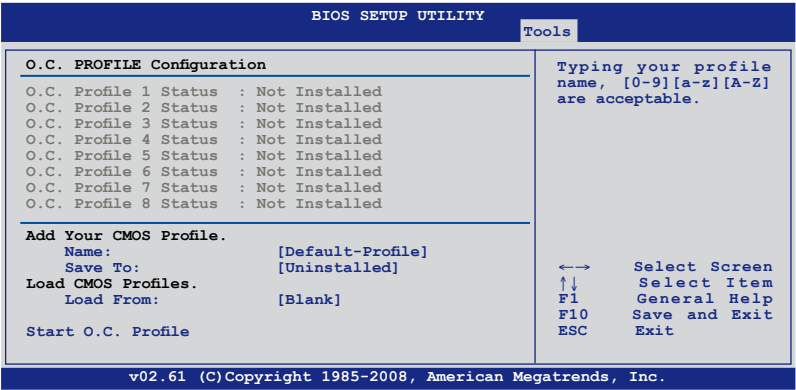 BIOS SETUP UTILITY
Tools
O.C. PROFILE Configuration
O.C. Profile 1 Status : Not Installed
O.C. Profile 2 Status : Not Installed
O.C. Profile 3 Status : Not Installed
O.C. Profile 4 Status : Not Installed
O.C. Profile 5 Status : Not Installed
O.C. Profile 6 Status : Not Installed
O.C. Profile 7 Status : Not Installed
O.C. Profile 8 Status : Not Installed
Add Your CMOS Profile.
Name: [Default-Profile]
Save To: [Uninstalled]
Load CMOS Profiles.
Load From: [Blank]
Start O.C. Profile
Typing your profile
name, [0-9][a-z][A-Z]
are acceptable.
←→ Select Screen
↑↓ Select Item
F1 General Help
F10 Save and Exit
ESC Exit
v02.61 (C)Copyright 1985-2008, American Megatrends, Inc.